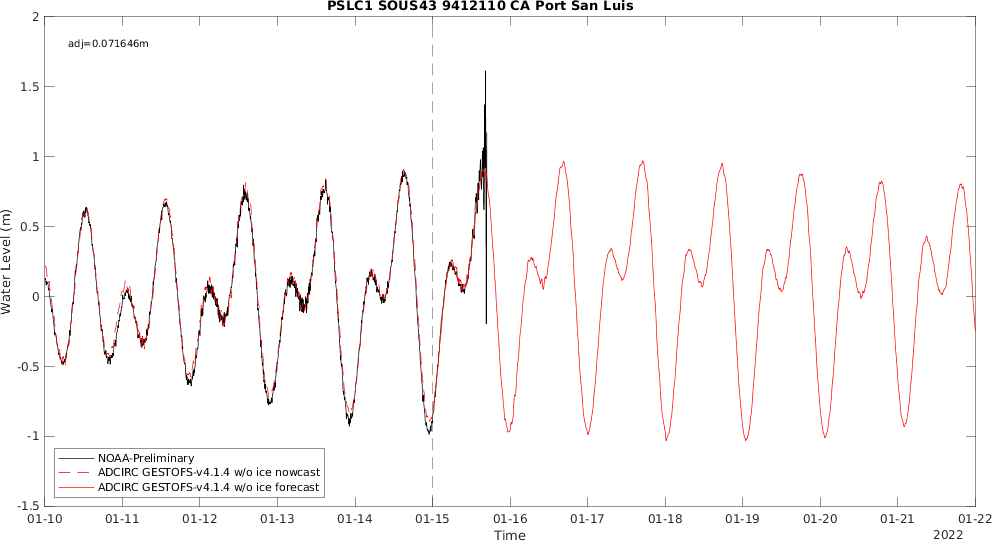 PSLC1 SOUS43 9412110 CA Port San Luis
adj=0.071646m
2
1.5
1
0.5
0
-0.5
-1
-1.5
Water Level (m)
NOAA-Preliminary
ADCIRC GESTOFS-v4.1.4 w/o ice nowcast
ADCIRC GESTOFS-v4.1.4 w/o ice forecast
01-10 01-11 01-12 01-13 01-14 01-15 01-16 01-17 01-18 01-19 01-20 01-21 01-22
Time
2022